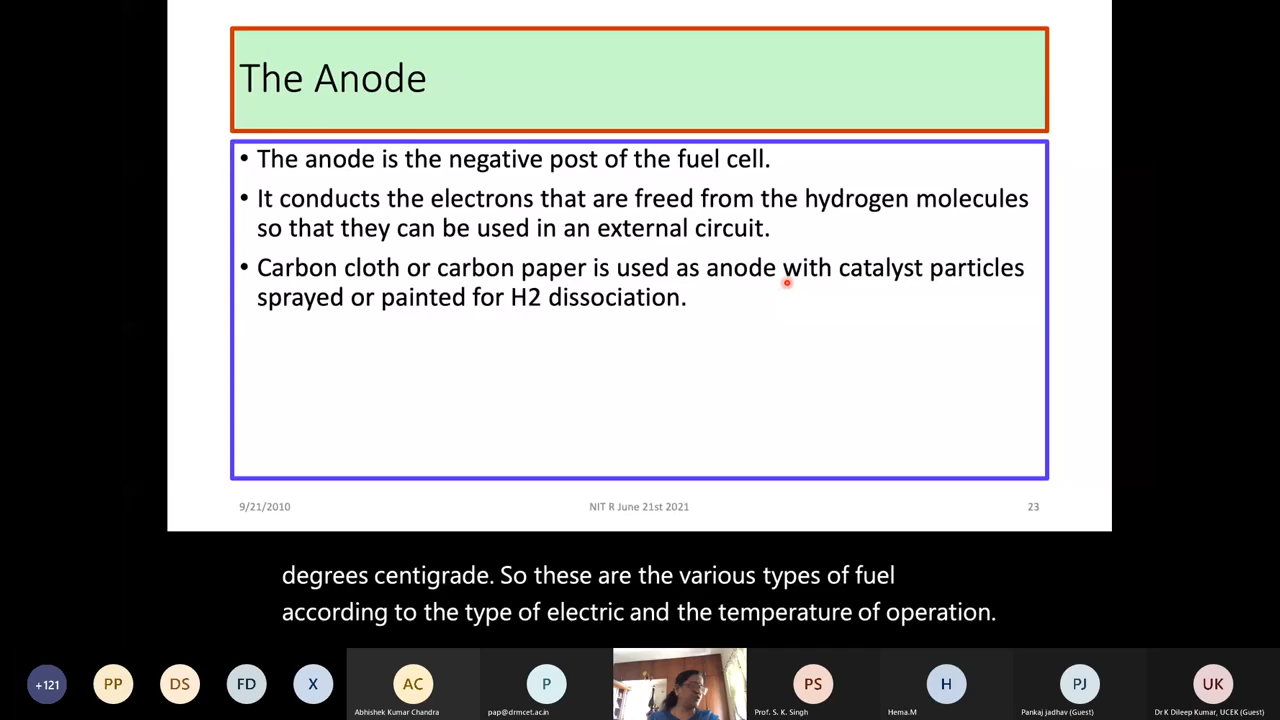 The Anode
• The anode is the negative post of the fuel cell.
• It conducts the electrons that are freed from the hydrogen molecules
so that they can be used in an external circuit.
• Carbon cloth or carbon paper is used as anode with catalyst particles
sprayed or painted for H2 dissociation.
9/21/2010 NIT R June 21st 2021 23
degrees centigrade. So these are the various types of fuel
according to the type of electric and the temperature of operation.
+121 PP DS FD X AC P PS H PJ UK
Abhishek Kumar Chandra pap@drmcet.ac.in Prof. S. K. Singh Hema.M Pankaj jadhav (Guest) Dr K Dileep Kumar, UCEK (Guest)